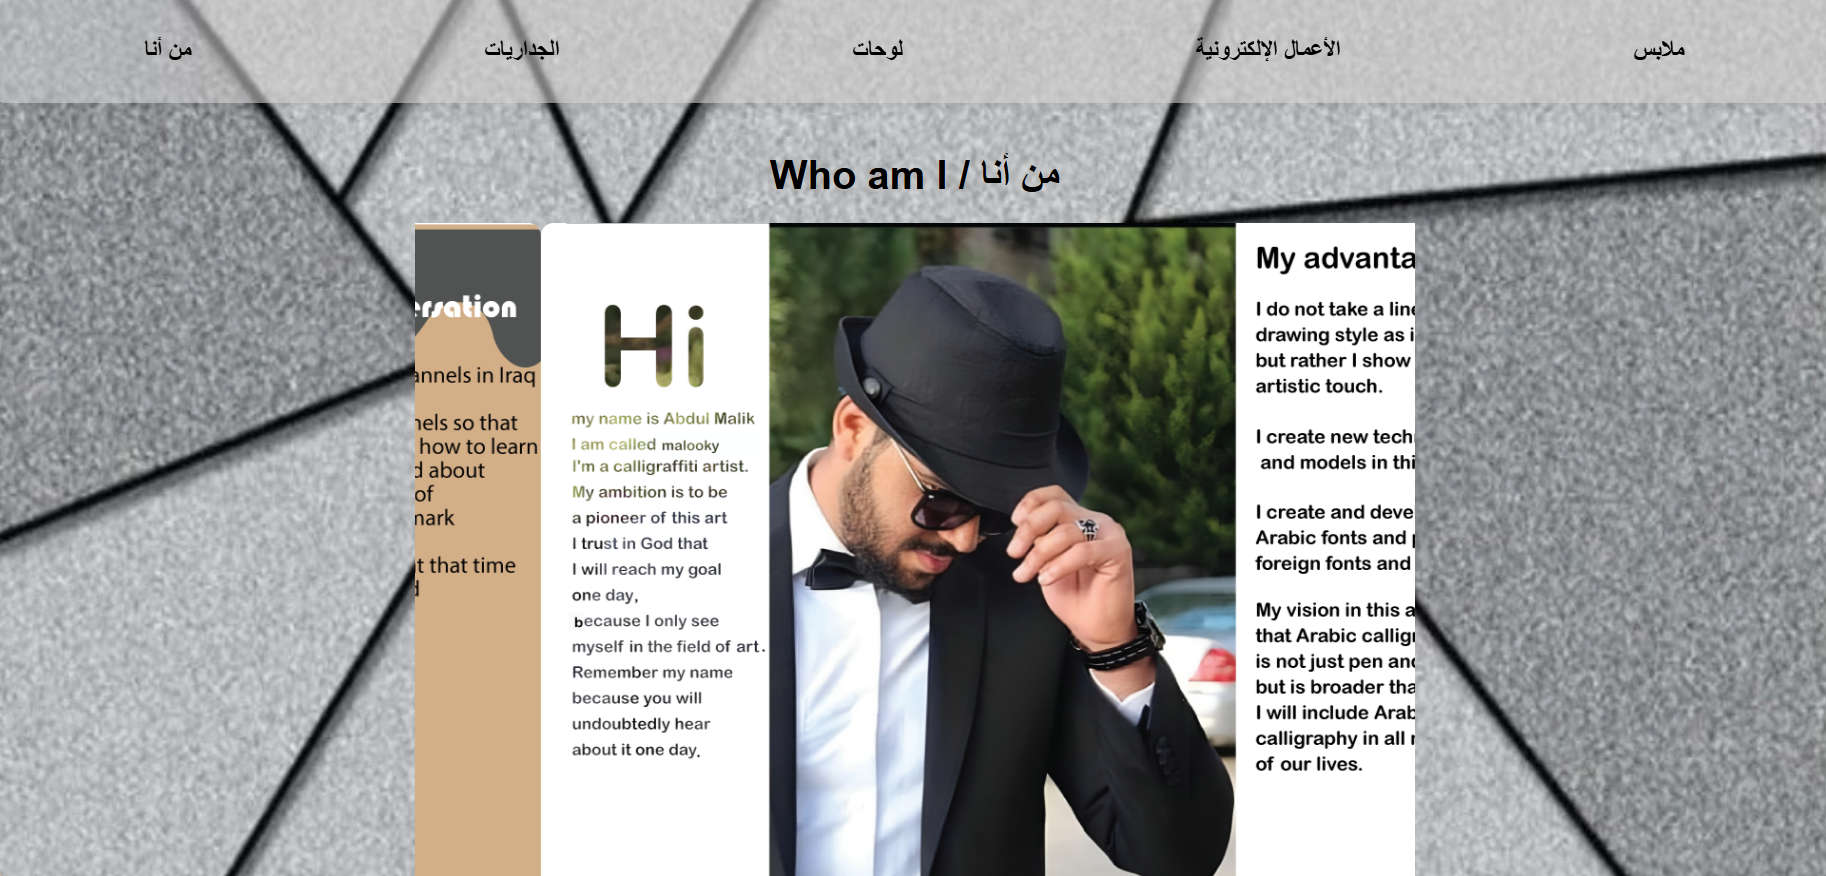 من أنا
الجداريات
لوحات
الأعمال الإلكترونية
ملابس
Who am I / من أنا
annels in Iraq
so that
how to learn
about
of
mark
that time
Hi
my name is Abdul Malik
I am called malooky
I'm a calligraffiti artist.
My ambition is to be
a pioneer of this art
I trust in God that
I will reach my goal
one day,
because I only see
myself in the field of art.
Remember my name
because you will
undoubtedly hear
about it one day.
My advanta
I do not take a line
drawing style as i
but rather I show
artistic touch.
I create new tech
and models in thi
I create and deve
Arabic fonts and
foreign fonts and
My vision in this a
that Arabic callig
is not just pen and
but is broader tha
I will include Arab
calligraphy in all
of our lives.